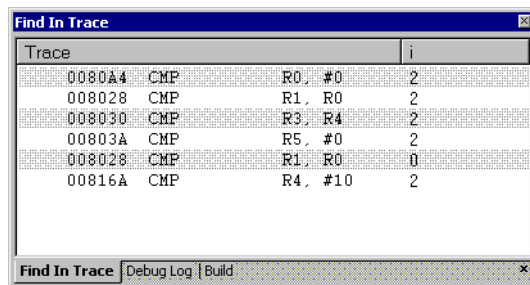 Find In Trace
Trace i
0080A4 CMP R0, #0 2
008028 CMP R1, R0 2
008030 CMP R3, R4 2
00803A CMP R5, #0 2
008028 CMP R1, R0 0
00816A CMP R4, #10 2
Find In Trace Debug Log Build